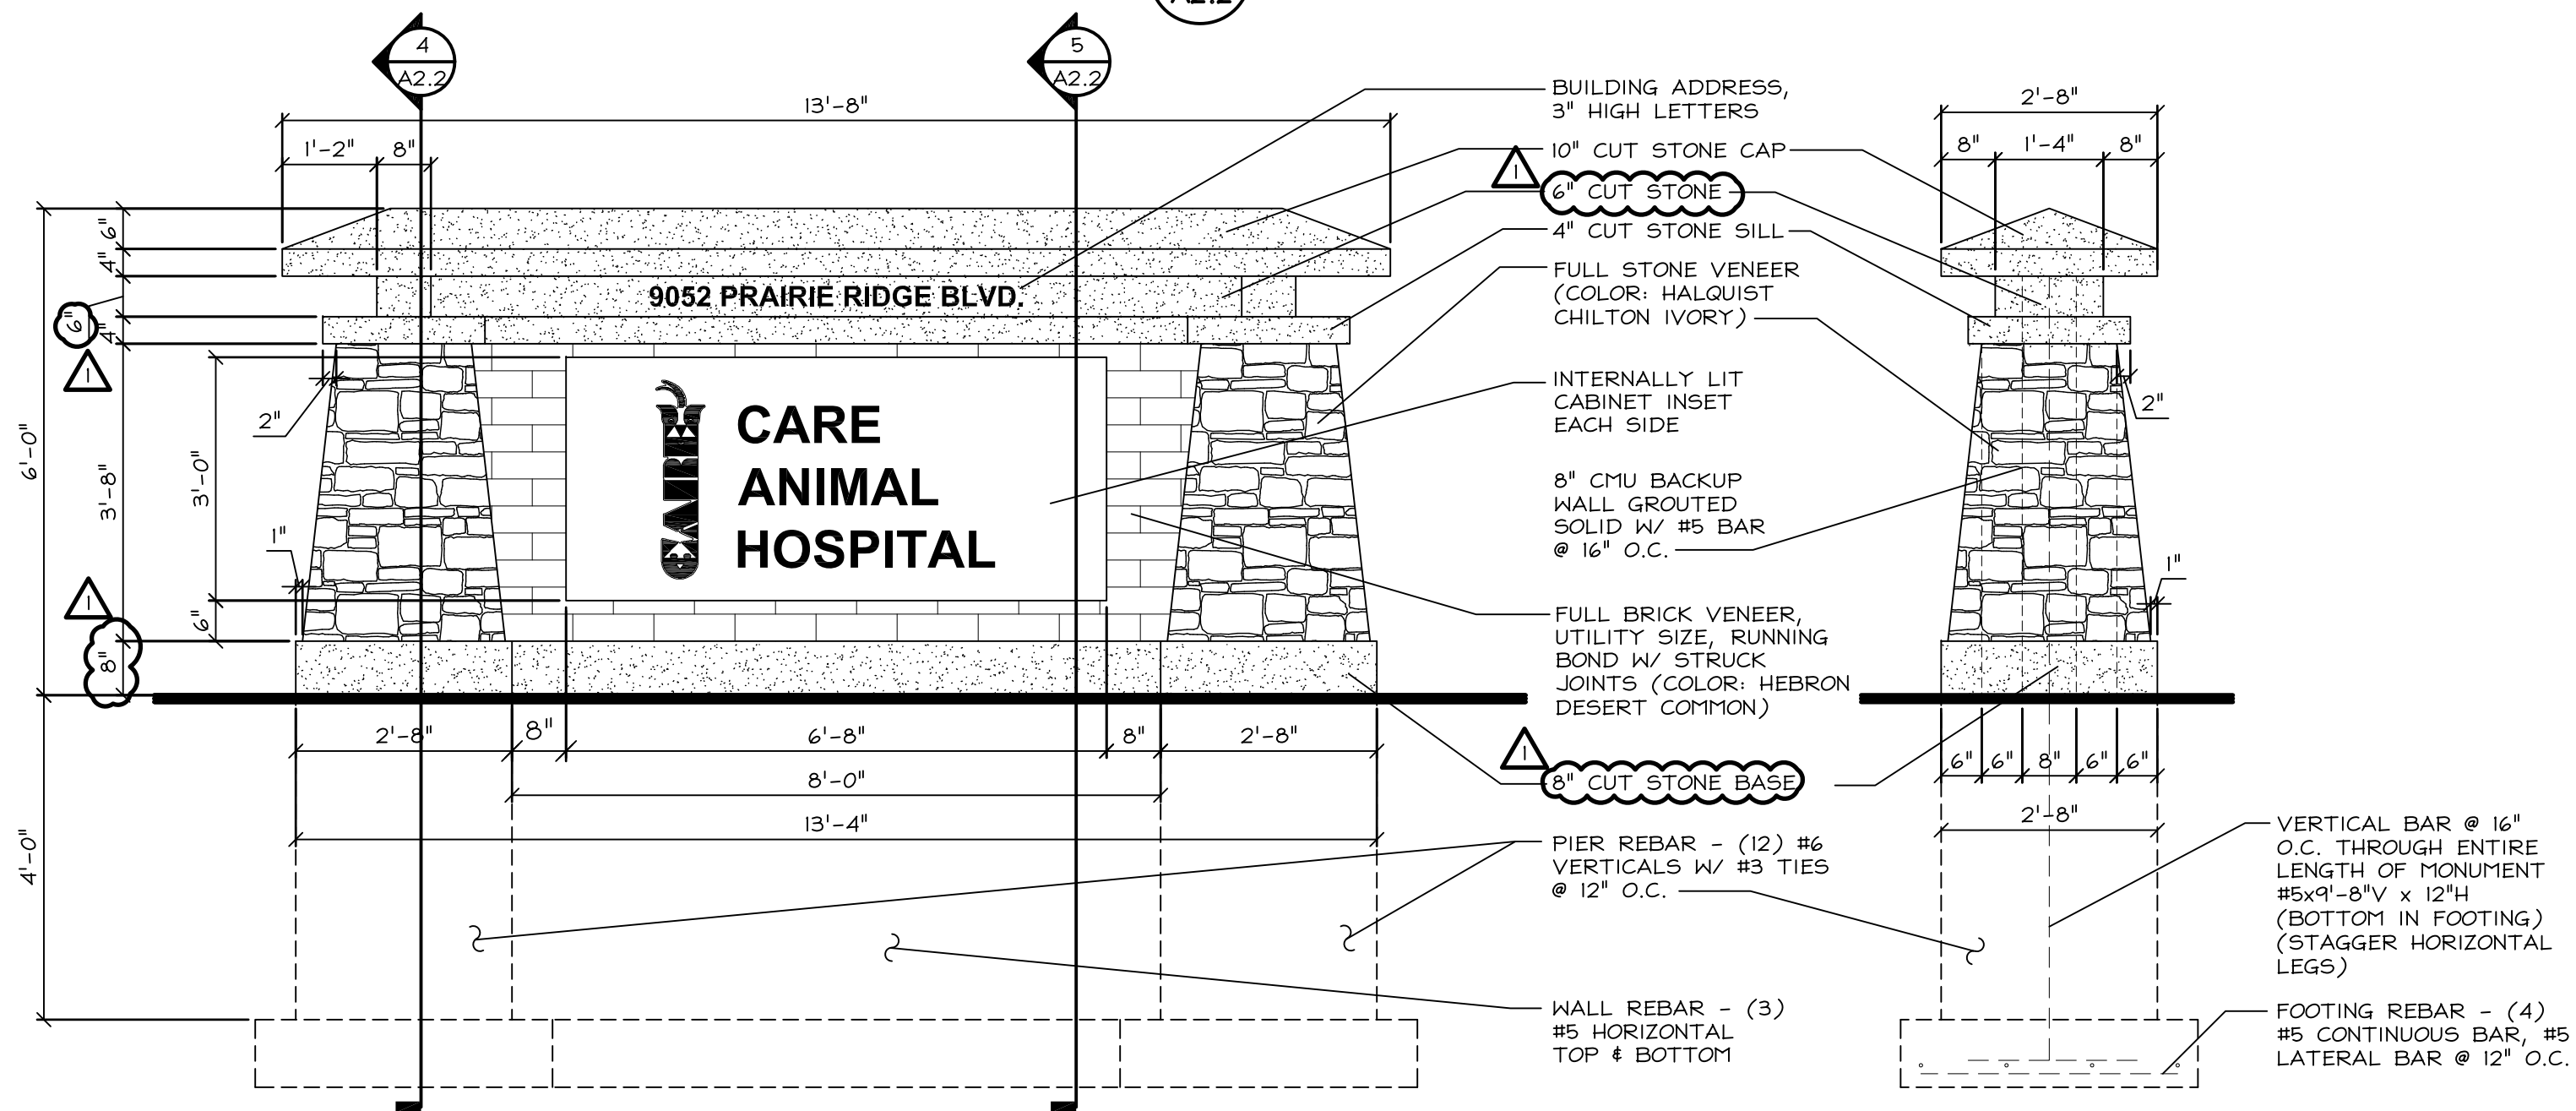 A2.2
4
A2.2
5
A2.2
13'-8"
1'-2"
8"
BUILDING ADDRESS,
3" HIGH LETTERS
10" CUT STONE CAP
1
6" CUT STONE
4" CUT STONE SILL
FULL STONE VENEER
(COLOR: HALQUIST
CHILTON IVORY)
INTERNALLY LIT
CABINET INSET
EACH SIDE
8" CMU BACKUP
WALL GROUTED
SOLID W/ #5 BAR
@ 16" O.C.
FULL BRICK VENEER,
UTILITY SIZE, RUNNING
BOND W/ STRUCK
JOINTS (COLOR: HEBRON
DESERT COMMON)
1
8" CUT STONE BASE
PIER REBAR - (12) #6
VERTICALS W/ #3 TIES
@ 12" O.C.
WALL REBAR - (3)
#5 HORIZONTAL
TOP & BOTTOM
9052 PRAIRIE RIDGE BLVD.
CARE
CARE
ANIMAL
HOSPITAL
6'-0"
4'-0"
6"
4"
6"
4"
1
3'-8"
1
8"
3'-0"
6"
2"
1"
2'-8"
8"
6'-8"
8"
2'-8"
8'-0"
13'-4"
2'-8"
8"
1'-4"
8"
2"
1"
6"
6"
8"
6"
6"
2'-8"
VERTICAL BAR @ 16"
O.C. THROUGH ENTIRE
LENGTH OF MONUMENT
#5x9'-8"V x 12"H
(BOTTOM IN FOOTING)
(STAGGER HORIZONTAL
LEGS)
FOOTING REBAR - (4)
#5 CONTINUOUS BAR, #5
LATERAL BAR @ 12" O.C.